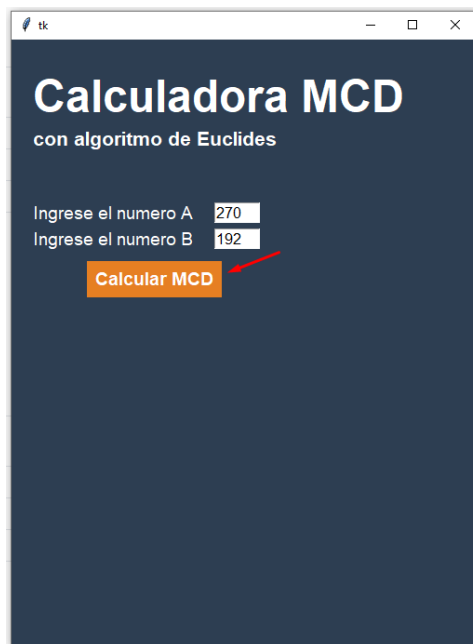 tk
Calculadora MCD
con algoritmo de Euclides
Ingrese el numero A 270
Ingrese el numero B 192
Calcular MCD